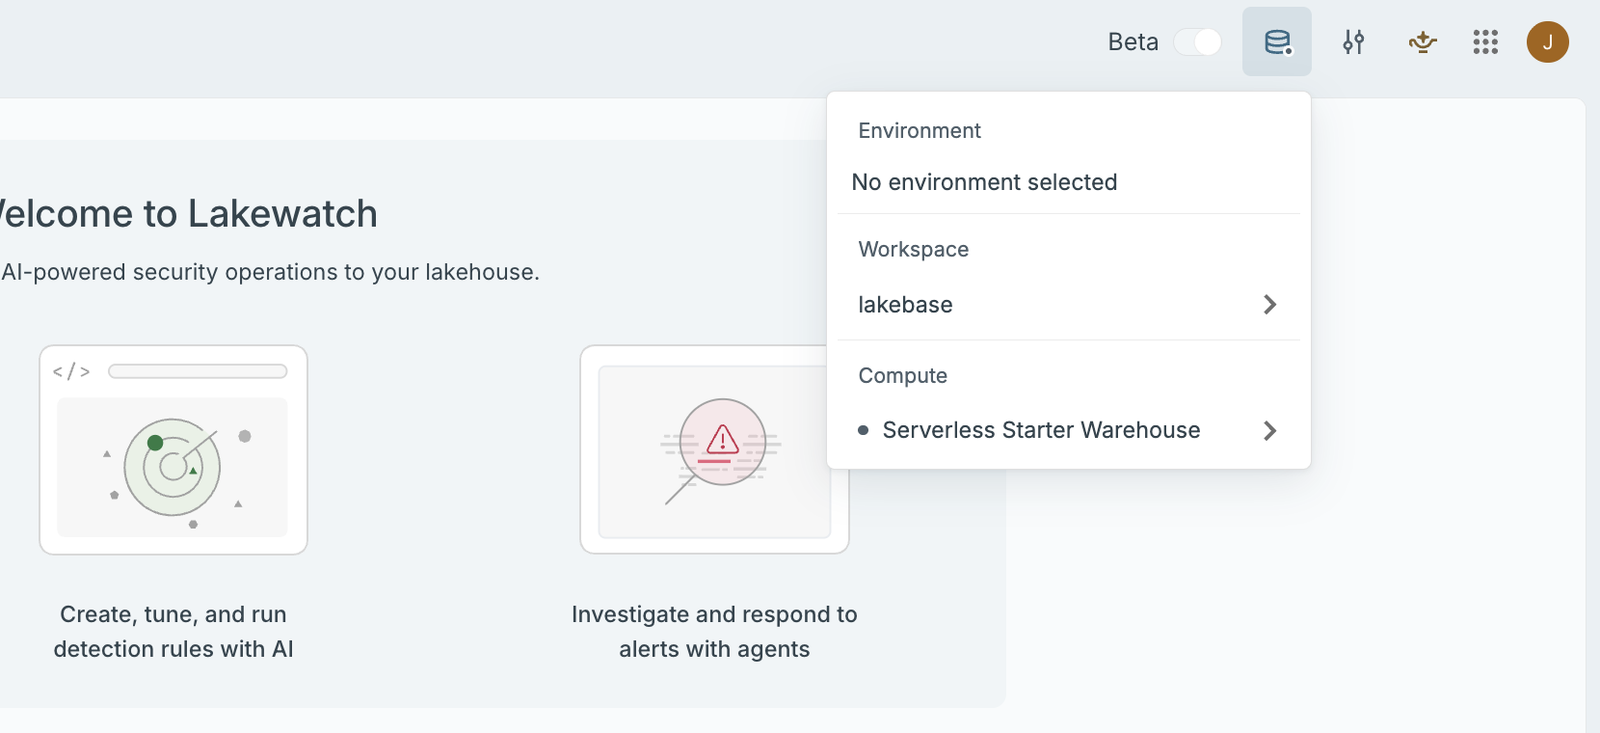 Beta
J
Environment
No environment selected
Workspace
lakebase
Compute
Serverless Starter Warehouse
Welcome to Lakewatch
AI-powered security operations to your lakehouse.
</>
Create, tune, and run
detection rules with AI
Investigate and respond to
alerts with agents